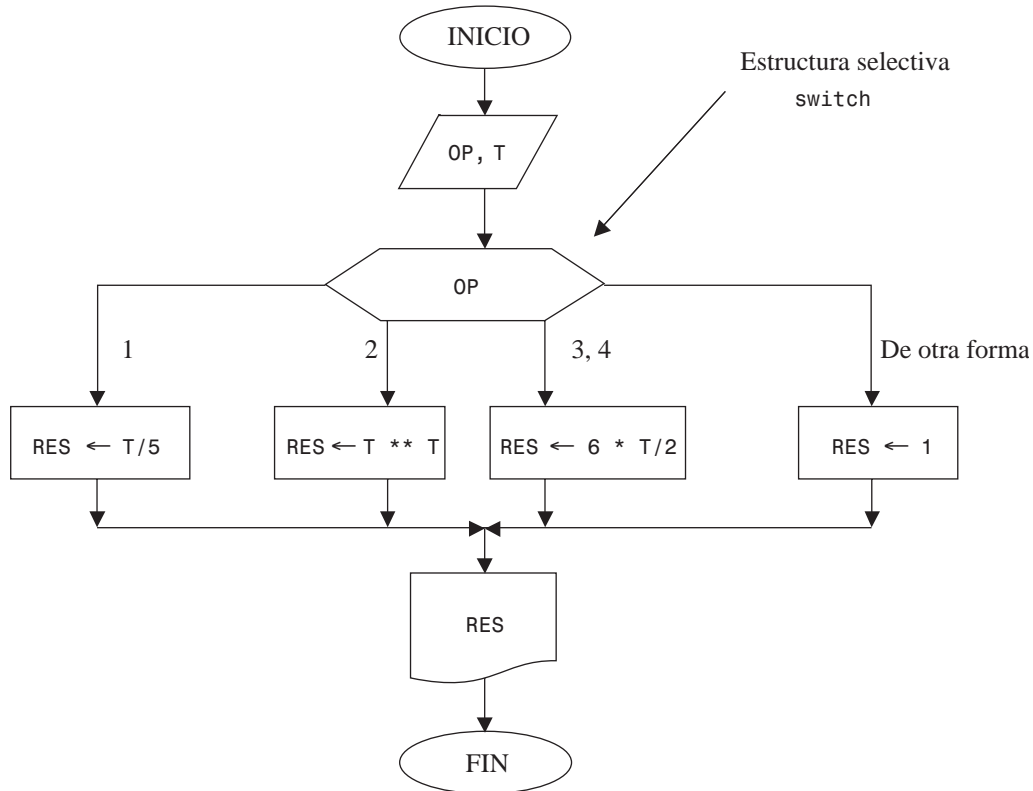 INICIO
Estructura selectiva
switch
OP, T
OP
1
2
3, 4
De otra forma
RES ← T/5
RES ← T ** T
RES ← 6 * T/2
RES ← 1
RES
FIN